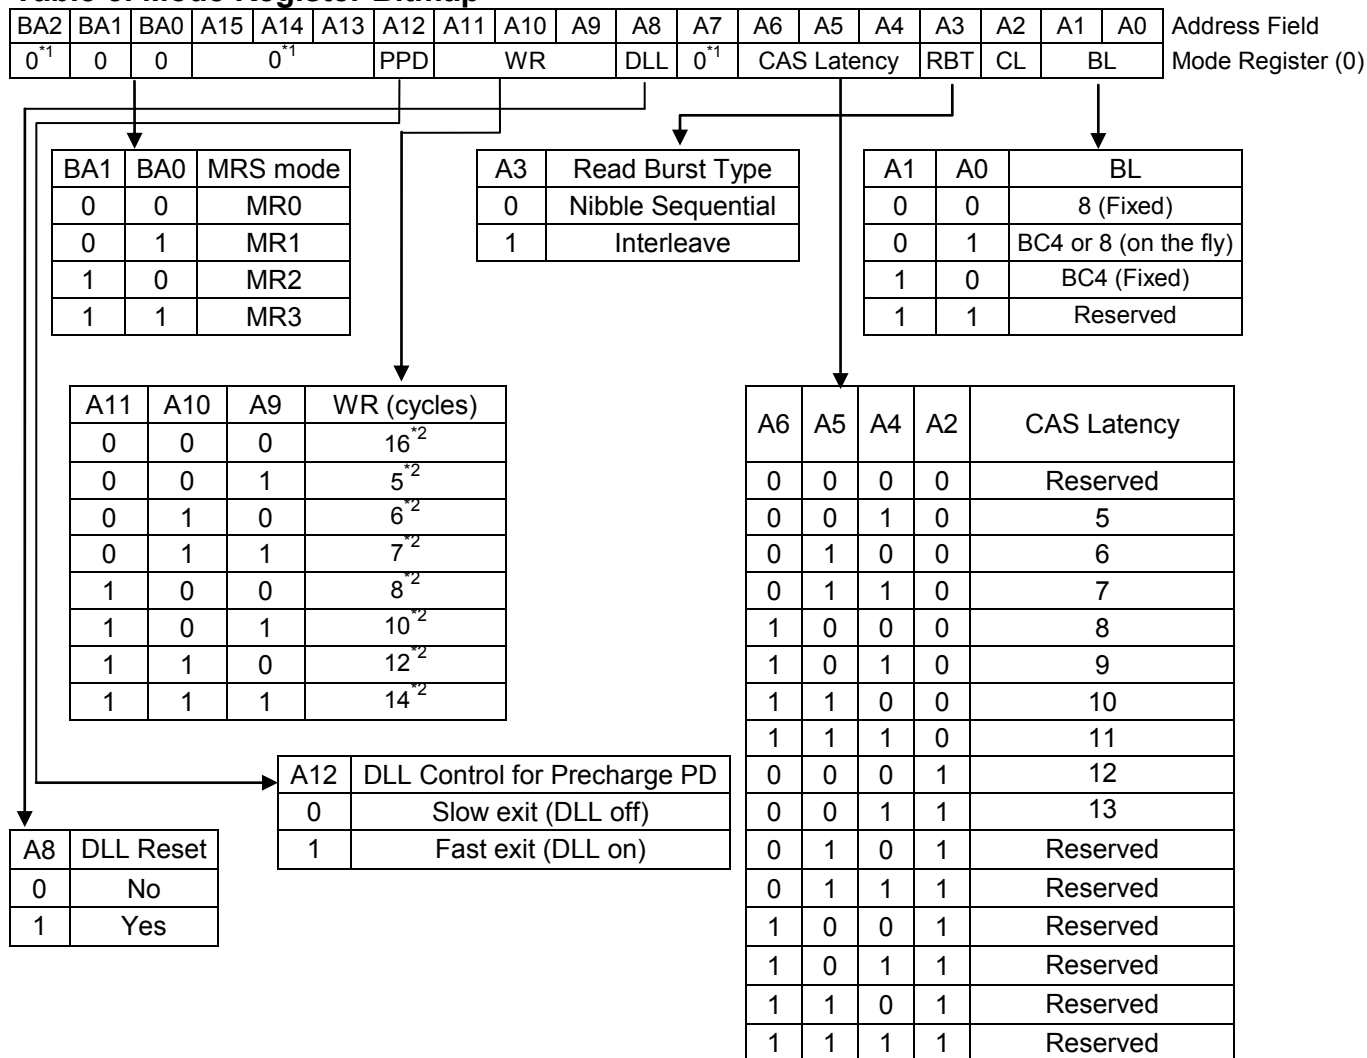 BA2 BA1 BA0 A15 A14 A13 A12 A11 A10 A9 A8 A7 A6 A5 A4 A3 A2 A1 A0 Address Field
0*1 0 0 0*1 PPD WR DLL 0*1 CAS Latency RBT CL BL Mode Register (0)
BA1 BA0 MRS mode
0 0 MR0
0 1 MR1
1 0 MR2
1 1 MR3
A3 Read Burst Type
0 Nibble Sequential
1 Interleave
A1 A0 BL
0 0 8 (Fixed)
0 1 BC4 or 8 (on the fly)
1 0 BC4 (Fixed)
1 1 Reserved
A11 A10 A9 WR (cycles)
0 0 0 16*2
0 0 1 5*2
0 1 0 6*2
0 1 1 7*2
1 0 0 8*2
1 0 1 10*2
1 1 0 12*2
1 1 1 14*2
A6 A5 A4 A2 CAS Latency
0 0 0 0 Reserved
0 0 1 0 5
0 1 0 0 6
0 1 1 0 7
1 0 0 0 8
1 0 1 0 9
1 1 0 0 10
1 1 1 0 11
0 0 0 1 12
0 0 1 1 13
0 1 0 1 Reserved
0 1 1 1 Reserved
1 0 0 1 Reserved
1 0 1 1 Reserved
1 1 0 1 Reserved
1 1 1 1 Reserved
A12 DLL Control for Precharge PD
0 Slow exit (DLL off)
1 Fast exit (DLL on)
A8 DLL Reset
0 No
1 Yes